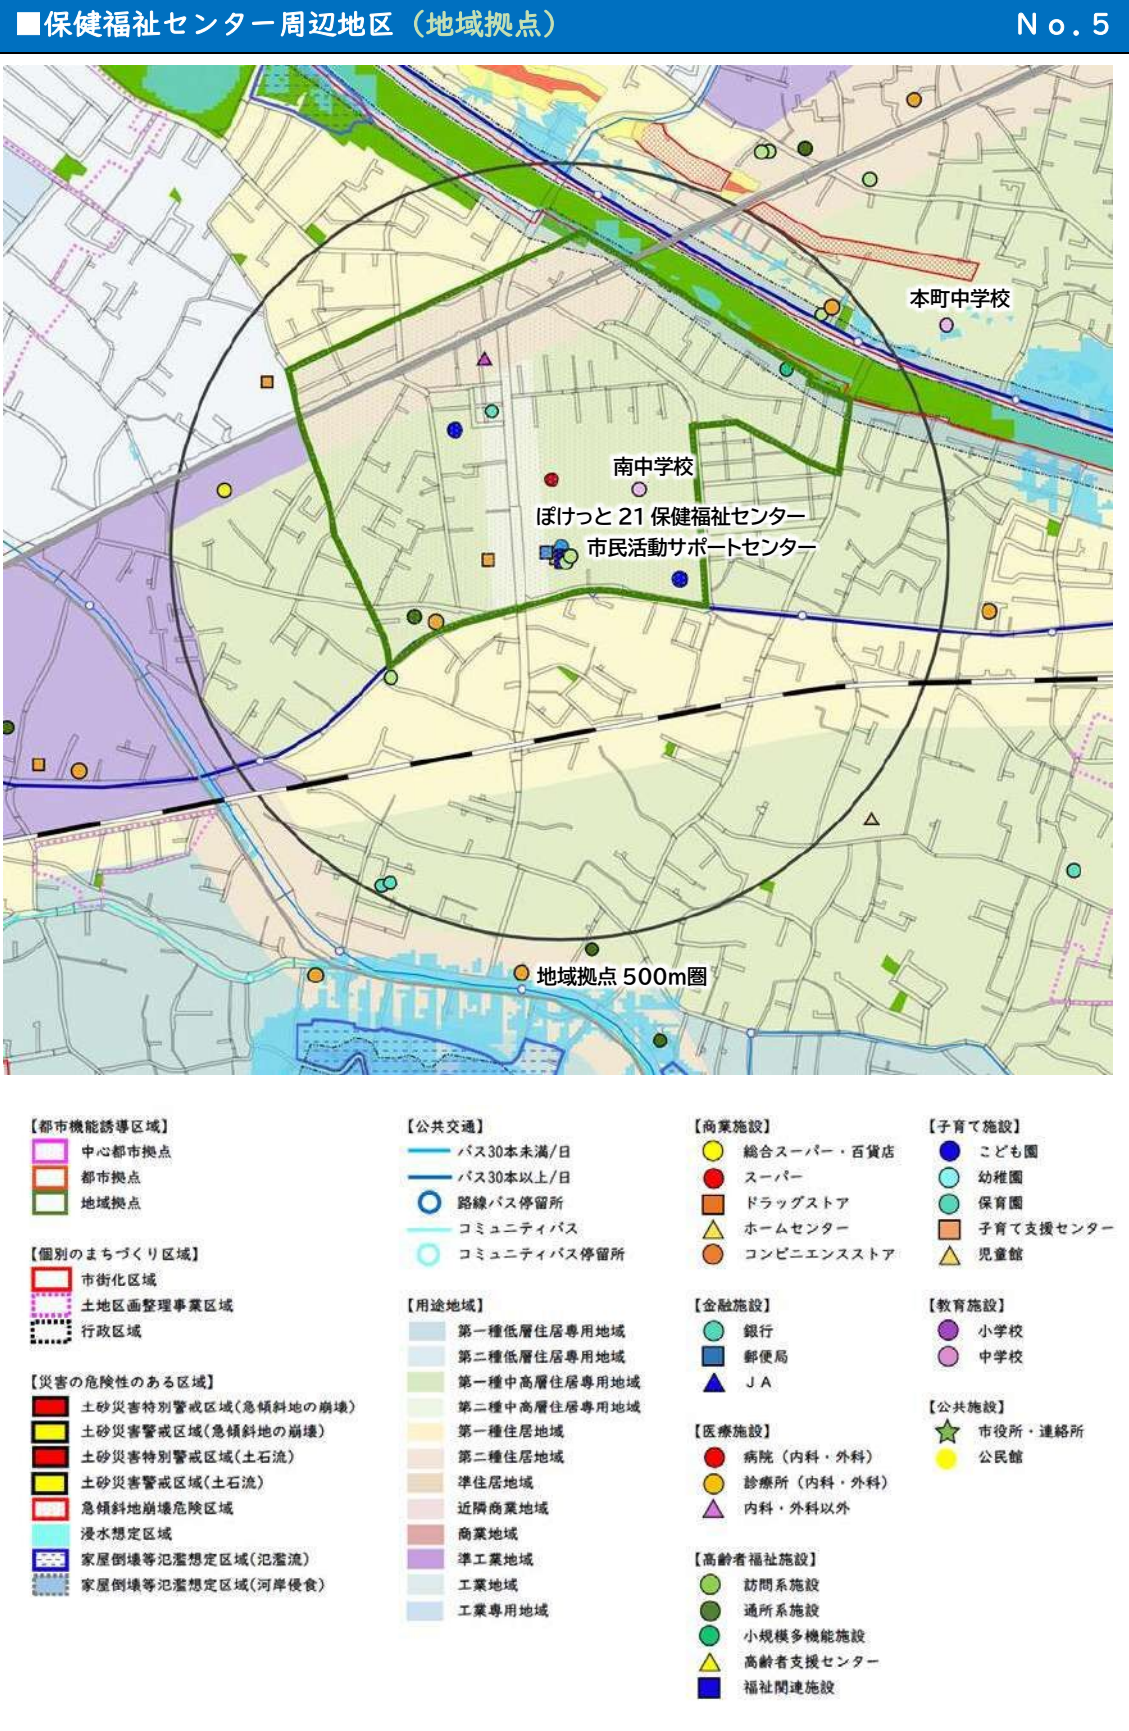 ■保健福祉センター周辺地区（地域拠点） Ｎｏ.５
本町中学校
南中学校
ぽけっと 21 保健福祉センター
市民活動サポートセンター
地域拠点 500m圏
【都市機能誘導区域】
中心都市拠点
都市拠点
地域拠点
【個別のまちづくり区域】
市街化区域
土地区画整理事業区域
行政区域
【災害の危険性のある区域】
土砂災害特別警戒区域(急傾斜地の崩壊)
土砂災害警戒区域(急傾斜地の崩壊)
土砂災害特別警戒区域(土石流)
土砂災害警戒区域(土石流)
急傾斜地崩壊危険区域
浸水想定区域
家屋倒壊等氾濫想定区域(氾濫流)
家屋倒壊等氾濫想定区域(河岸侵食)
【公共交通】
バス30本未満/日
バス30本以上/日
路線バス停留所
コミュニティバス
コミュニティバス停留所
【用途地域】
第一種低層住居専用地域
第二種低層住居専用地域
第一種中高層住居専用地域
第二種中高層住居専用地域
第一種住居地域
第二種住居地域
準住居地域
近隣商業地域
商業地域
準工業地域
工業地域
工業専用地域
【商業施設】
総合スーパー・百貨店
スーパー
ドラッグストア
ホームセンター
コンビニエンスストア
【金融施設】
銀行
郵便局
ＪＡ
【医療施設】
病院（内科・外科）
診療所（内科・外科）
内科・外科以外
【高齢者福祉施設】
訪問系施設
通所系施設
小規模多機能施設
高齢者支援センター
福祉関連施設
【子育て施設】
こども園
幼稚園
保育園
子育て支援センター
児童館
【教育施設】
小学校
中学校
【公共施設】
市役所・連絡所
公民館